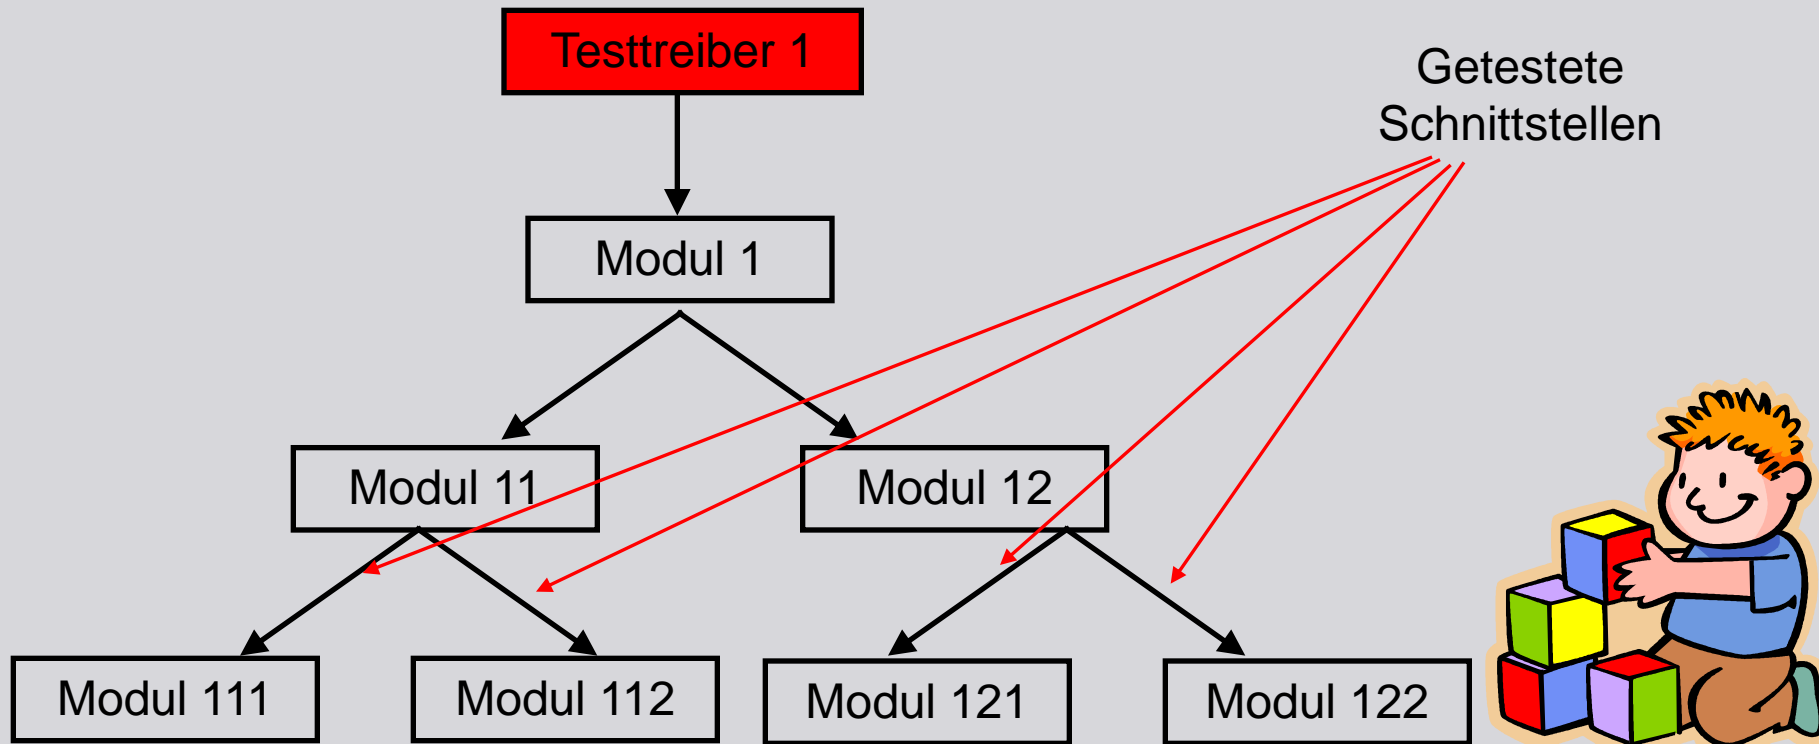 Testtreiber 1
Getestete
Schnittstellen
Modul 1
Modul 11
Modul 12
Modul 111
Modul 112
Modul 121
Modul 122